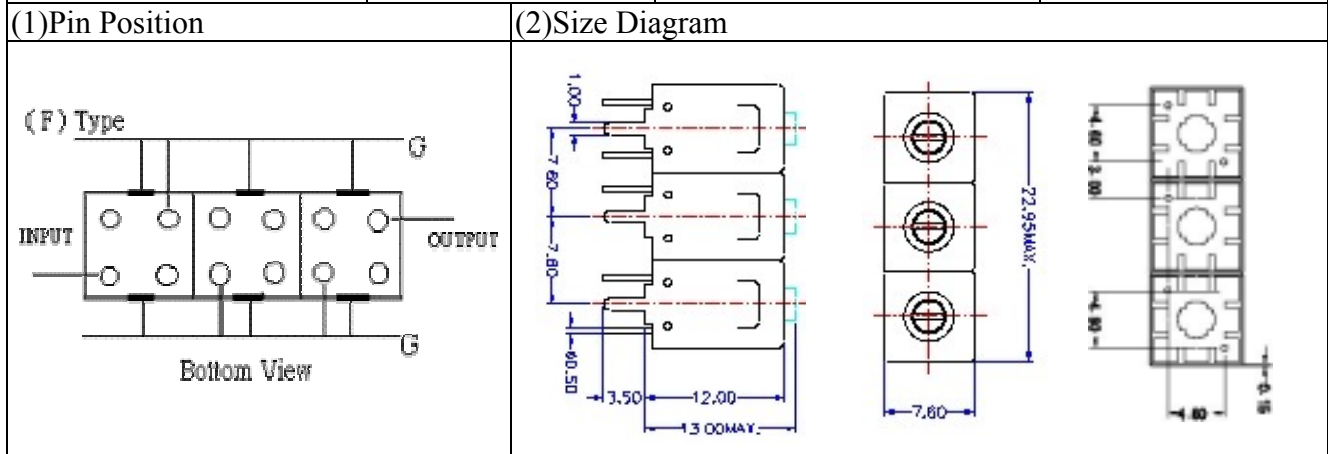 (1)Pin Position
(2)Size Diagram
(F) Type
G
INPUT
OUTPUT
G
Bottom View
1.00
7.60
7.60
Ø0.50
3.50
12.00
13.00MAX.
22.95MAX.
7.60
4.60
3.00
4.60
0.15
4.60